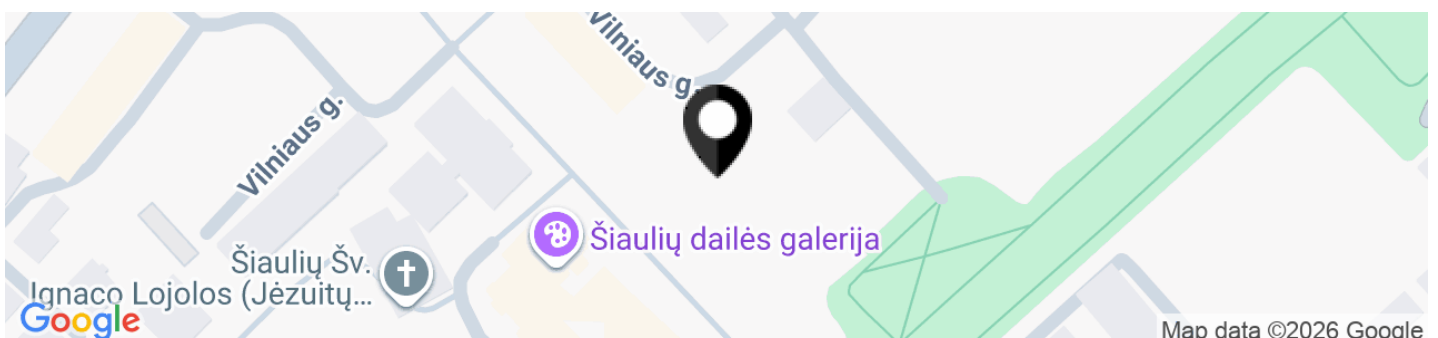 Vilniaus g.
Vilniaus g.
Šiaulių dailės galerija
Šiaulių Šv.
Ignaco Lojolos (Jėzuitų...
Google
Map data ©2026 Google